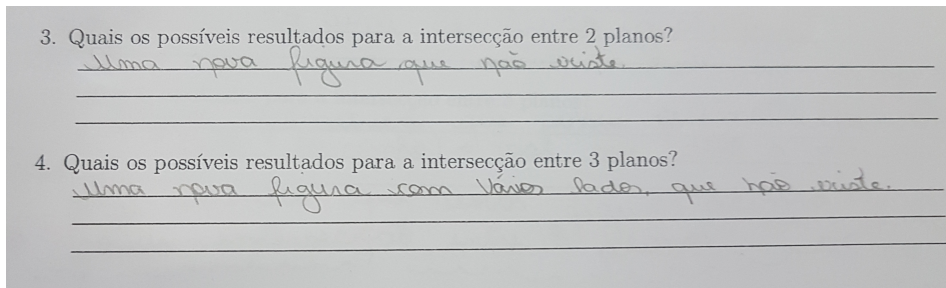 3. Quais os possíveis resultados para a intersecção entre 2 planos?
Uma nova figura que não existe.
4. Quais os possíveis resultados para a intersecção entre 3 planos?
Uma nova figura com vários lados, que não existe.